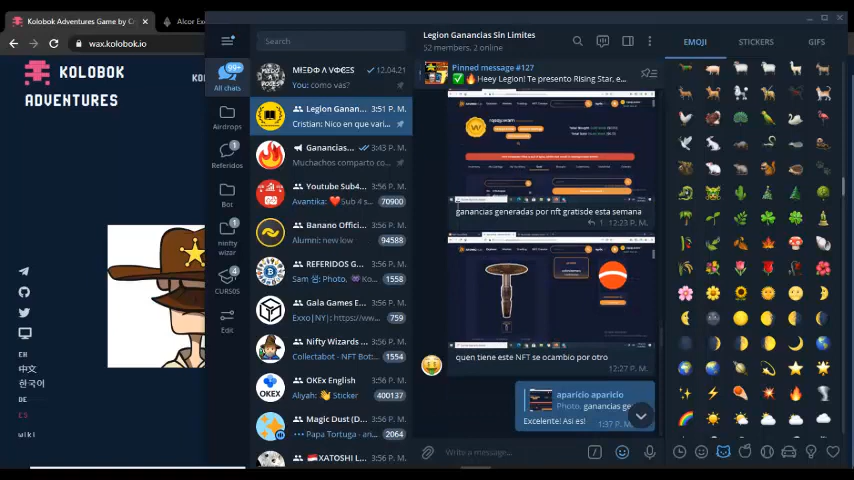 Kolobok Adventures Game by C
Alcor Ex
wax.kolobok.io
KOLOBOK
ADVENTURES
EN
中文
한국어
DE
ES
wiki
99+
All chats
Airdrops
1
Referidos
Bot
1
ninfty
wizar
4
CURSOS
Edit
Search
12.04.21
You: como vas?
Legion Ganan...
3:51 P. M.
Cristian: Nico en que vari...
Ganancias...
3:43 P. M.
Muchachos comparto co...
Youtube Sub4...
3:56 P. M.
Avantika: ❤️Sub 4 s...
70900
Banano Offici...
3:56 P. M.
Alumni: new low
94588
REFERIDOS G...
3:56 P. M.
1558
Gala Games E...
3:56 P. M.
Exxo|NY|: https://ww...
759
Nifty Wizards ...
3:56 P. M.
Collectabot - NFT Bot:...
1554
OKEx English
3:56 P. M.
Aliyah: 👋 Sticker
400137
OKEX
Magic Dust (D...
3:56 P. M.
Papa Tortuga - an...
2064
XATOSHI L...
3:56 P. M.
Legion Ganancias Sin Limites
52 members, 2 online
Pinned message #127
✅🔥Heey Legion! Te presento Rising Star, e...
ganancias generadas por nft gratisde esta semana
1 12:23 P. M.
quen tiene este NFT se ocambio por otro
12:27 P. M.
aparicio aparicio
Photo, ganancias ge
Excelente! Asi es!
1:37 P. M.
Write a message...
EMOJI
STICKERS
GIFS